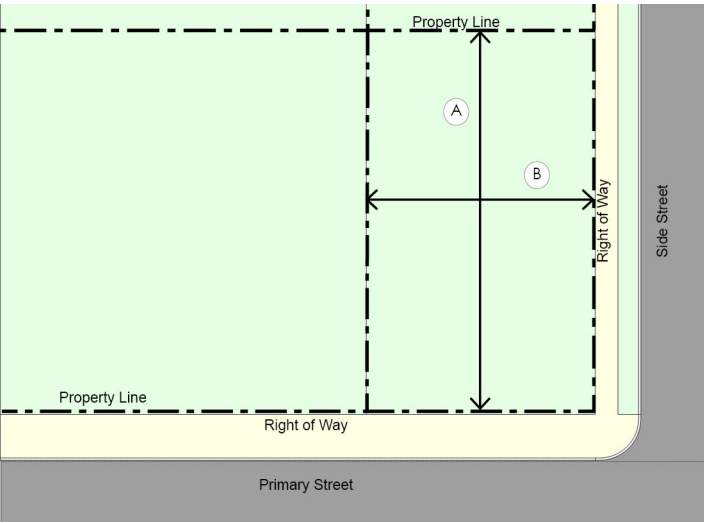 Property Line
A
B
Right of Way
Side Street
Property Line
Right of Way
Primary Street